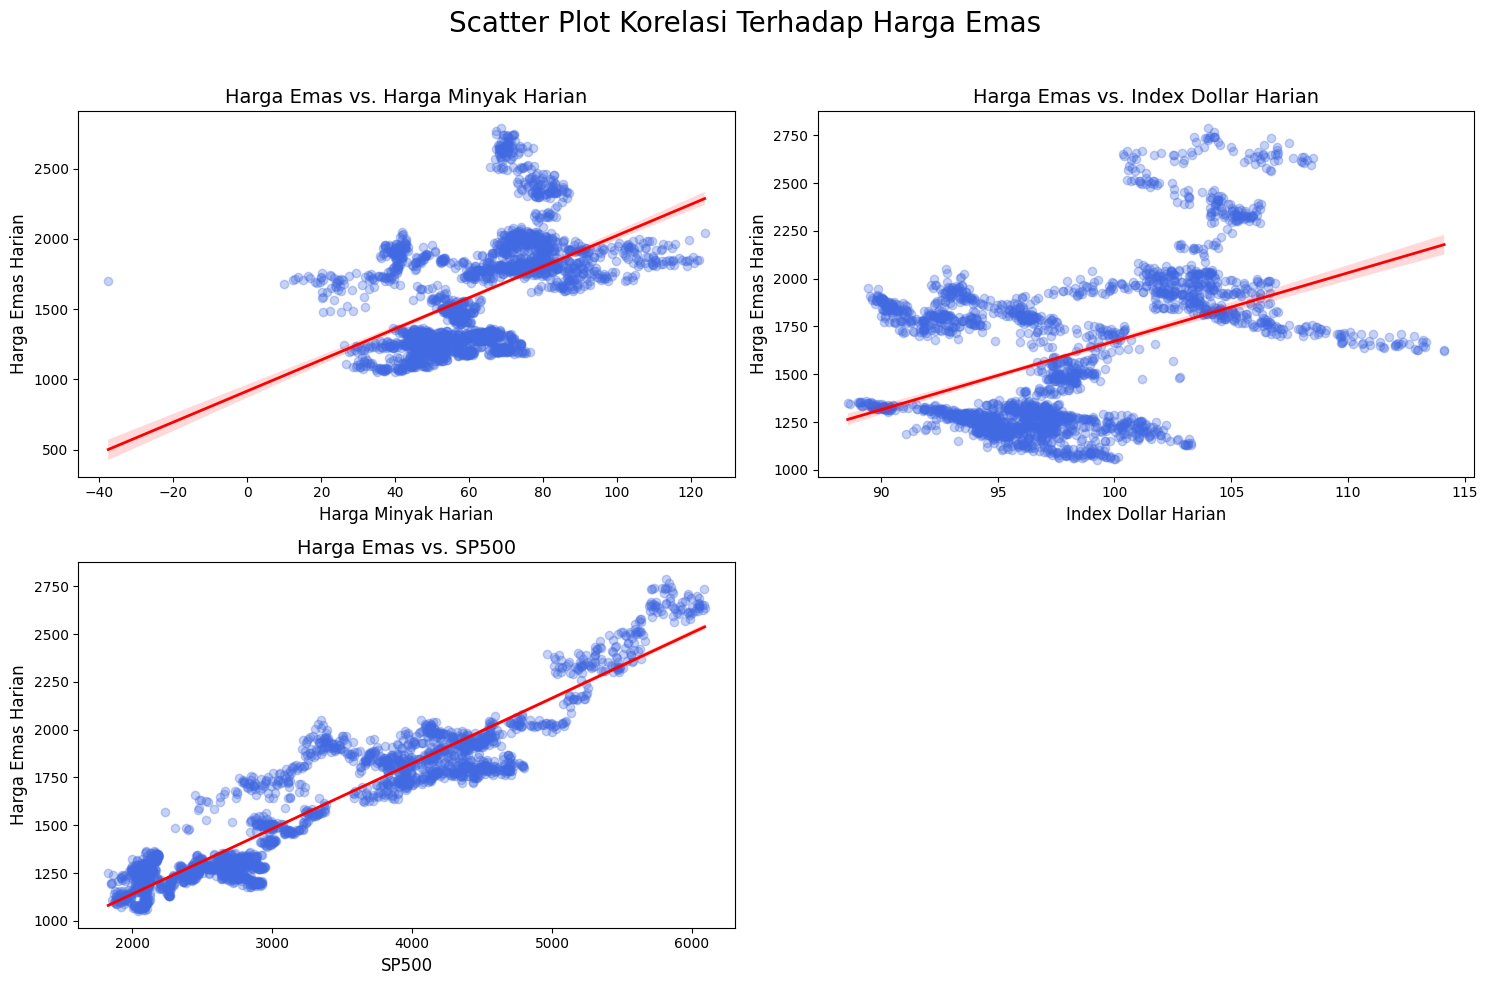 Scatter Plot Korelasi Terhadap Harga Emas
Harga Emas vs. Harga Minyak Harian
Harga Emas Harian
2500
2000
1500
1000
500
−40 −20 0 20 40 60 80 100 120
Harga Minyak Harian
Harga Emas vs. Index Dollar Harian
Harga Emas Harian
2750
2500
2250
2000
1750
1500
1250
1000
90 95 100 105 110 115
Index Dollar Harian
Harga Emas vs. SP500
Harga Emas Harian
2750
2500
2250
2000
1750
1500
1250
1000
2000 3000 4000 5000 6000
SP500